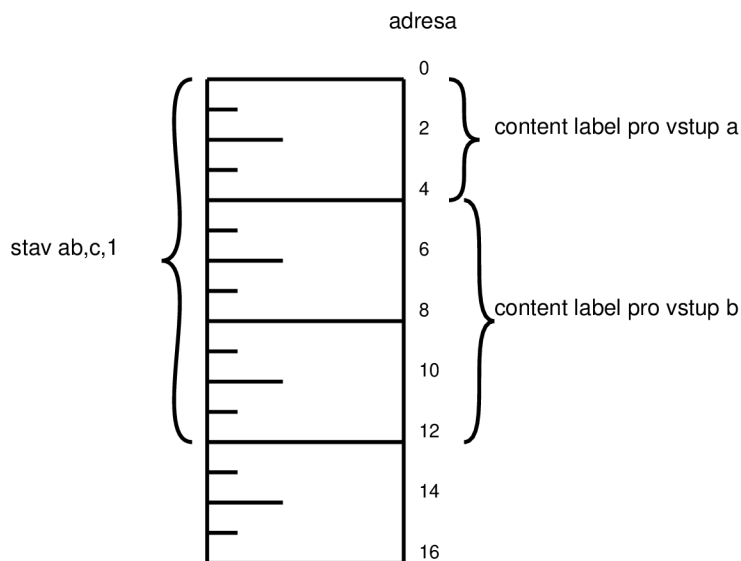 adresa
0
2
content label pro vstup a
4
stav ab,c,1
6
8
content label pro vstup b
10
12
14
16